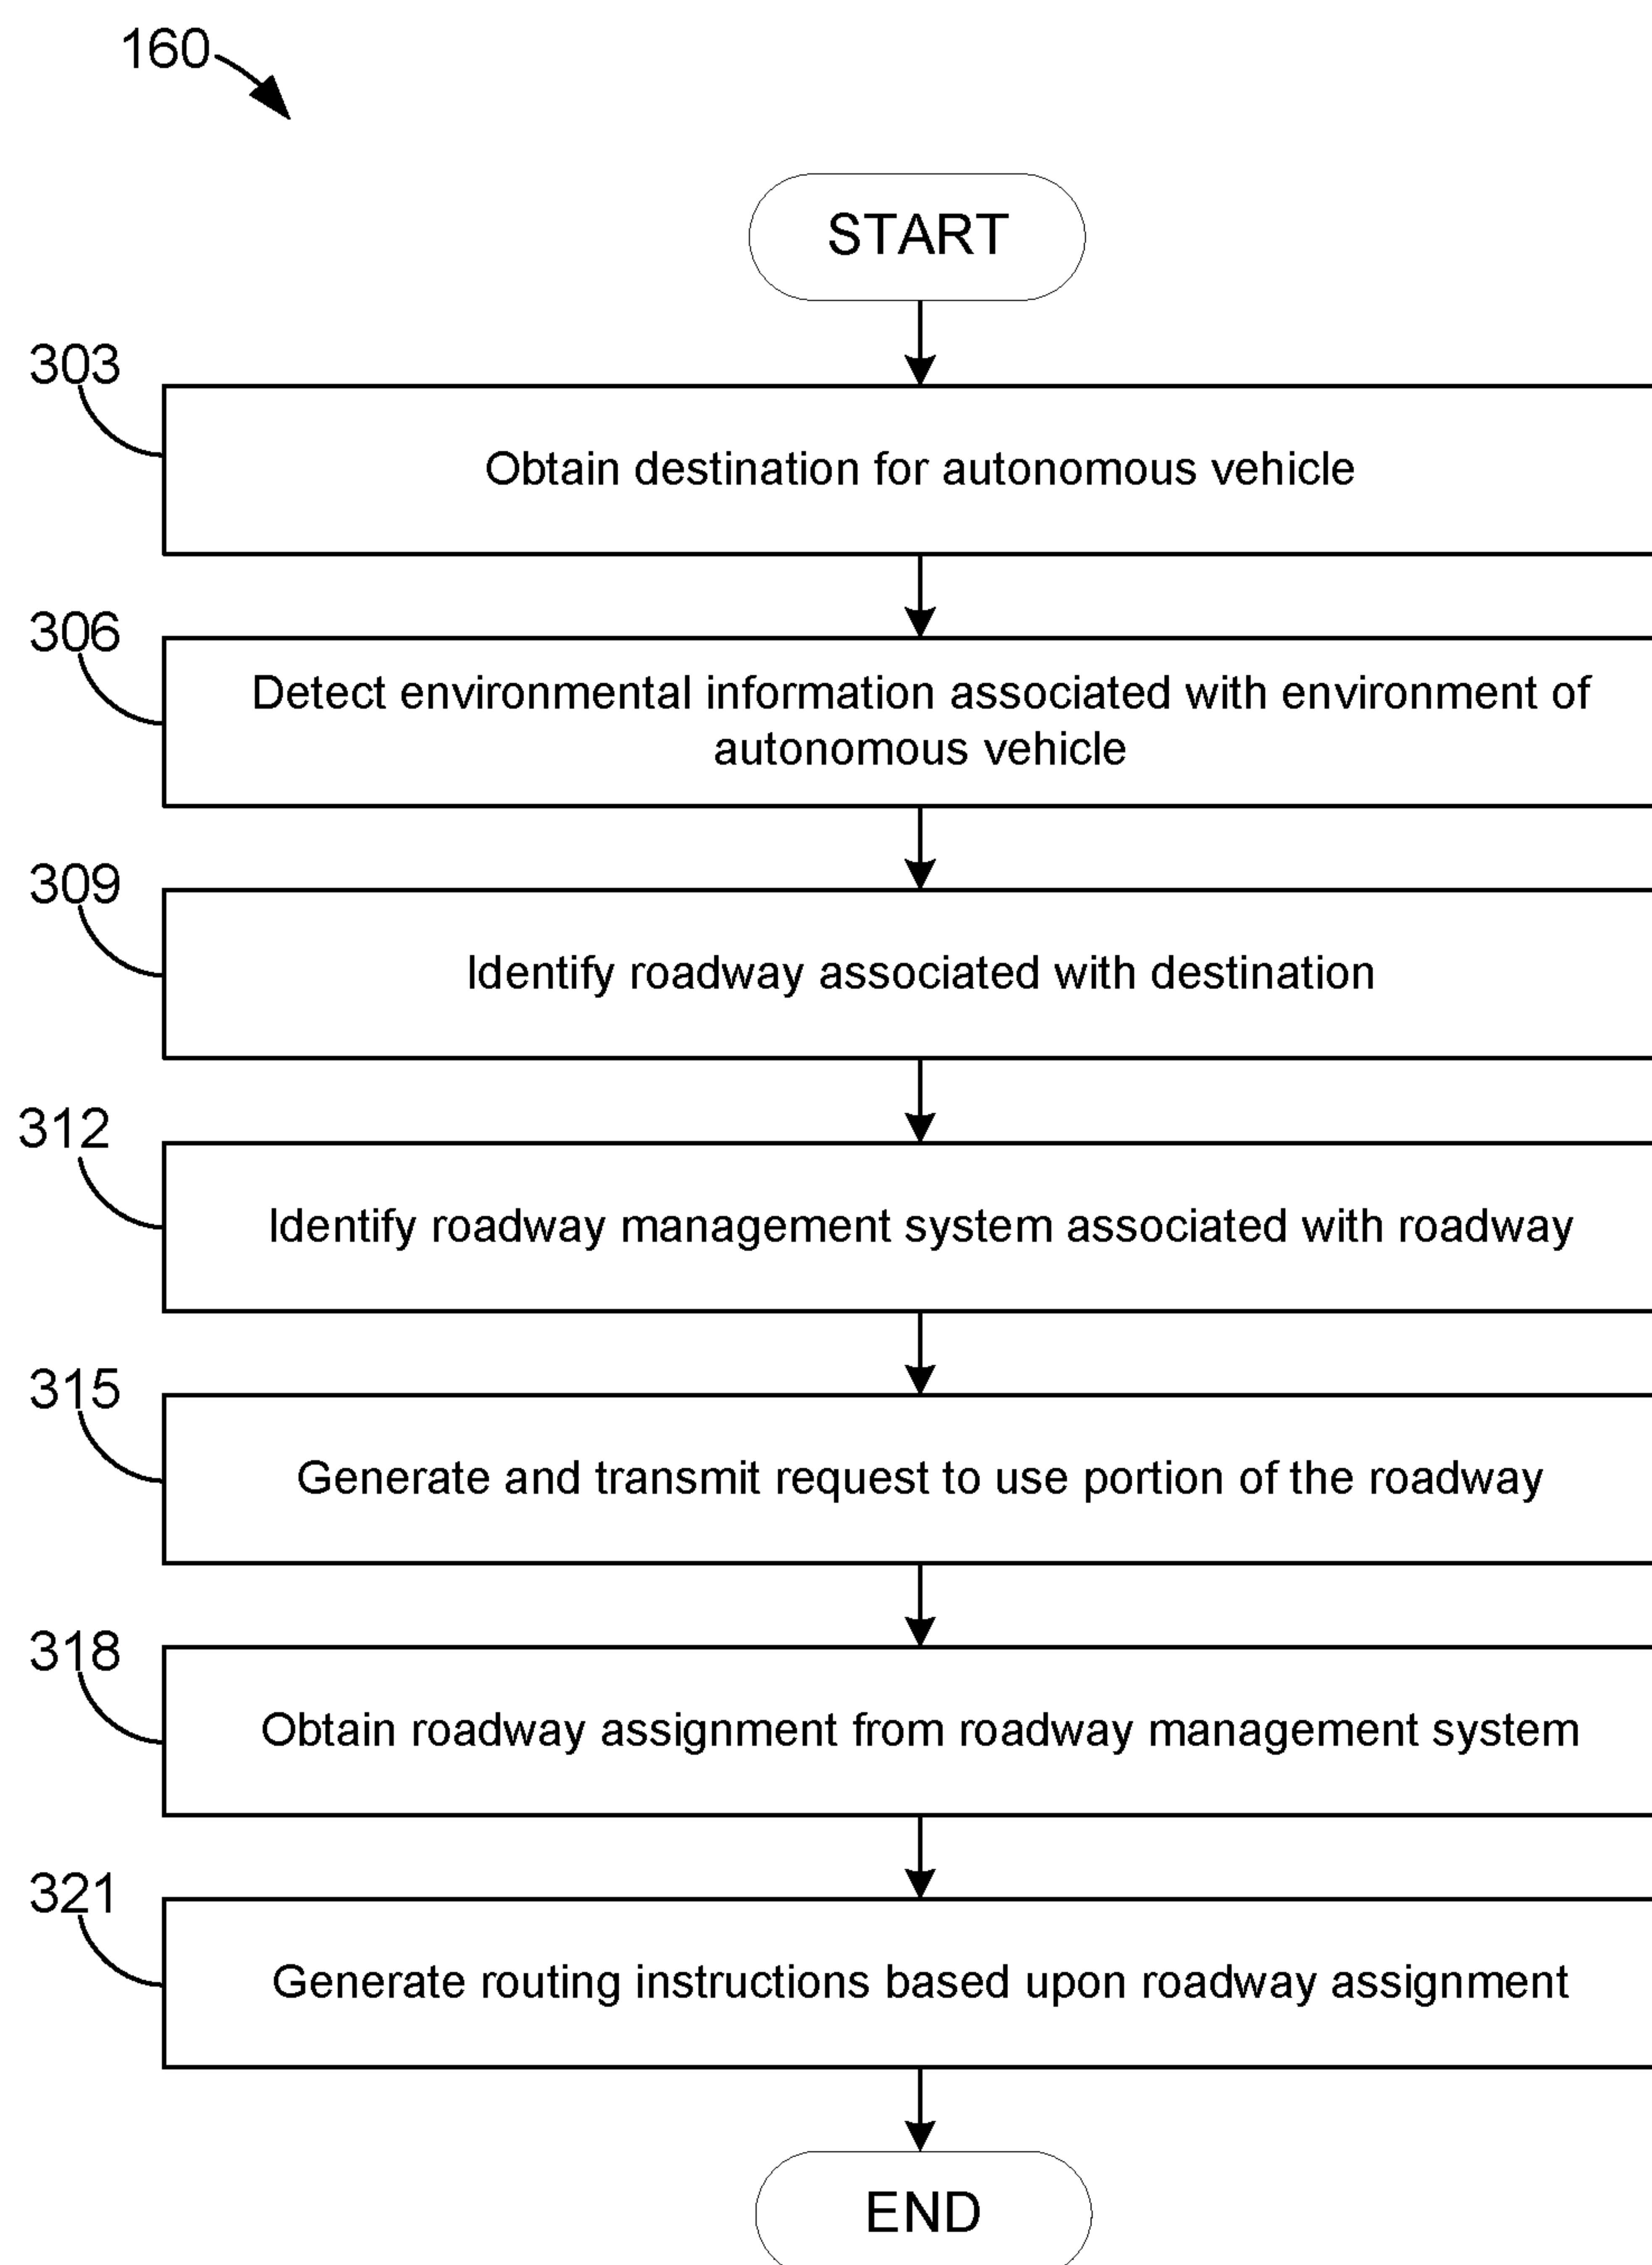 160
START
303
Obtain destination for autonomous vehicle
306
Detect environmental information associated with environment of
autonomous vehicle
309
Identify roadway associated with destination
312
Identify roadway management system associated with roadway
315
Generate and transmit request to use portion of the roadway
318
Obtain roadway assignment from roadway management system
321
Generate routing instructions based upon roadway assignment
END